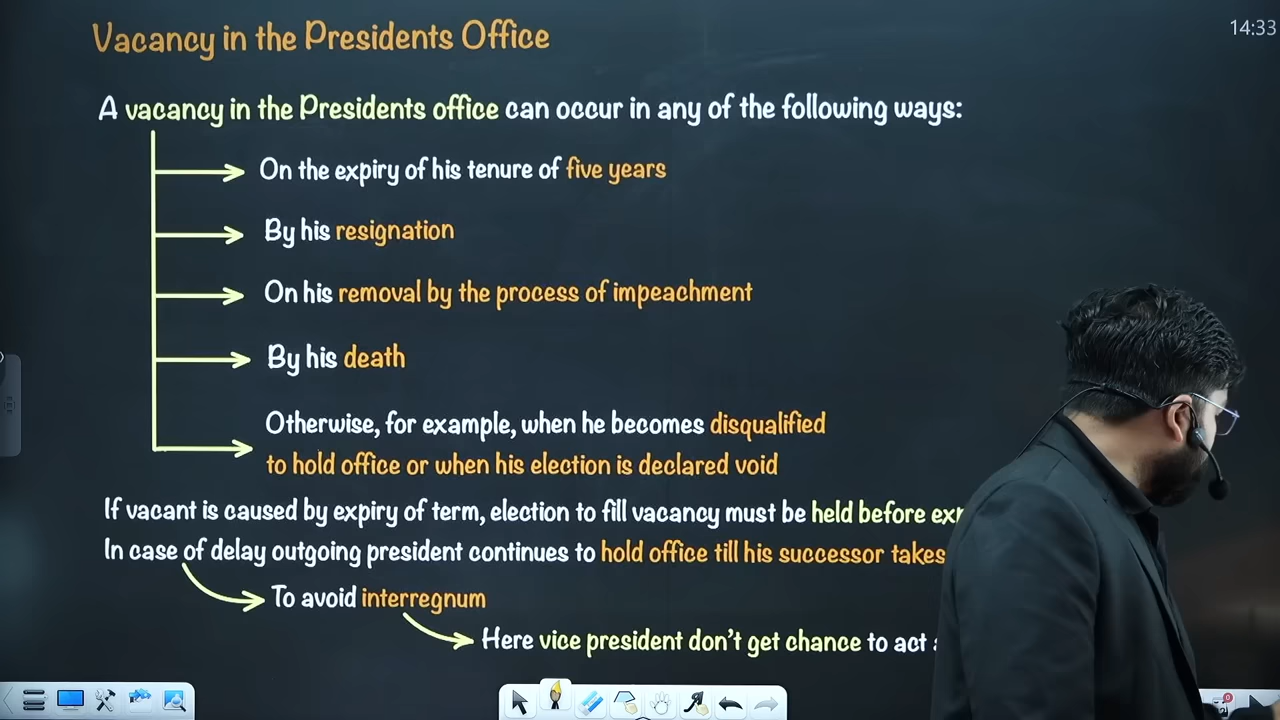 Vacancy in the Presidents Office
14:33
A vacancy in the Presidents office can occur in any of the following ways:
On the expiry of his tenure of five years
By his resignation
On his removal by the process of impeachment
By his death
Otherwise, for example, when he becomes disqualified
to hold office or when his election is declared void
If vacant is caused by expiry of term, election to fill vacancy must be held before
In case of delay outgoing president continues to hold office till his successor takes
To avoid interregnum
Here vice president don't get chance to act